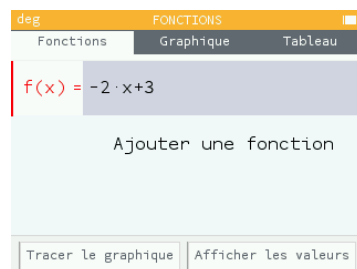 deg FONCTIONS
Fonctions Graphique Tableau
f(x) = -2·x+3
Ajouter une fonction
Tracer le graphique Afficher les valeurs